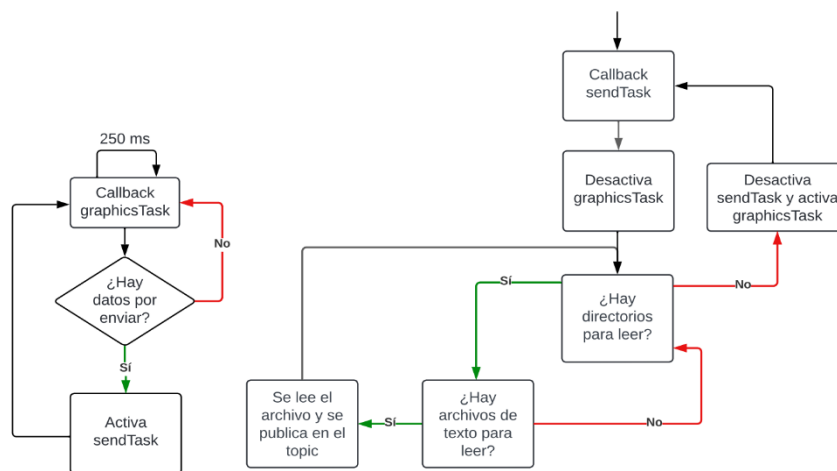 250 ms
Callback
graphicsTask
No
¿Hay
datos por
enviar?
Sí
Activa
sendTask
Callback
sendTask
Desactiva
graphicsTask
Desactiva
sendTask y activa
graphicsTask
Sí
¿Hay
directorios
para leer?
No
Se lee el
archivo y se
publica en el
topic
Sí
¿Hay
archivos de
texto para
leer?
No